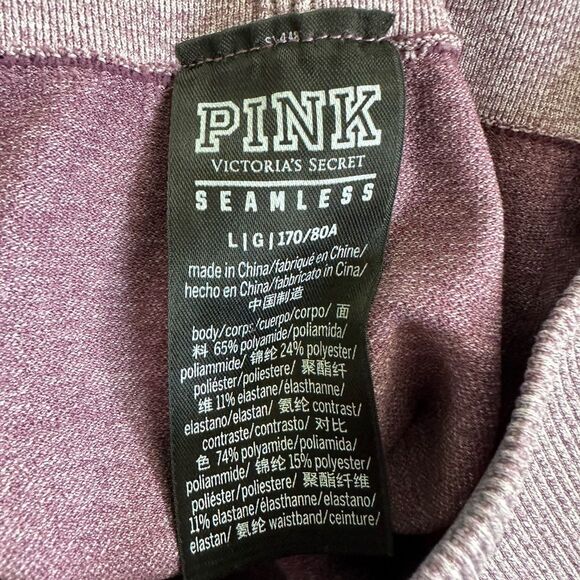 PINK
VICTORIA'S SECRET
SEAMLESS
L|G|170/80A
made in China/fabriqué en Chine/
hecho en China/fabbricato in Cina/
中国制造
body/corps/cuerpo/corpo/ 面
料 65% polyamide/poliamida/
poliammide/ 锦纶 24% polyester/
poliéster/poliestere/ 聚酯纤
维 11% elastane/élasthanne/
elastano/elastan/ 氨纶 contrast/
contraste/contrasto/ 对比
色 74% polyamide/poliamida/
poliammide/ 锦纶 15% polyester/
poliéster/poliestere/ 聚酯纤维
11% elastane/élasthanne/elastano/
elastan/ 氨纶 waistband/ceinture/